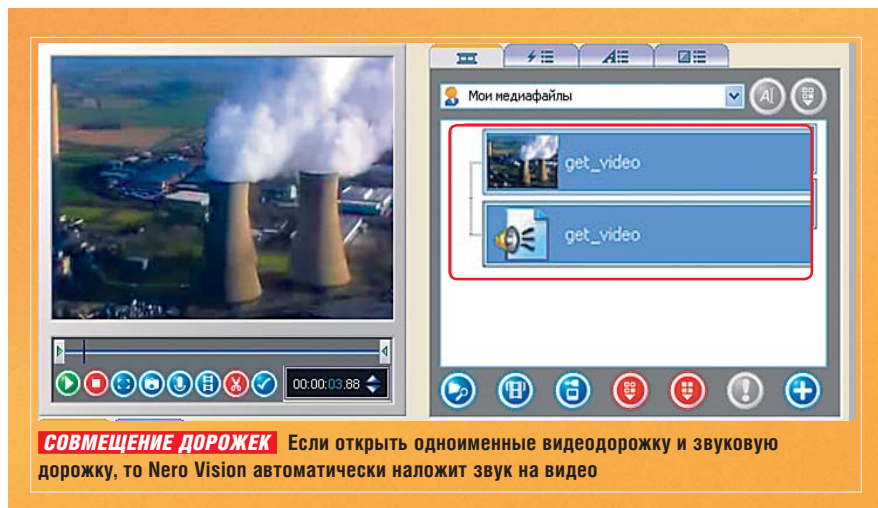 Мои медиафайлы
get_video
get_video
00:00:03.88
СОВМЕЩЕНИЕ ДОРОЖЕК Если открыть одноименные видеодорожку и звуковую
дорожку, то Nero Vision автоматически наложит звук на видео